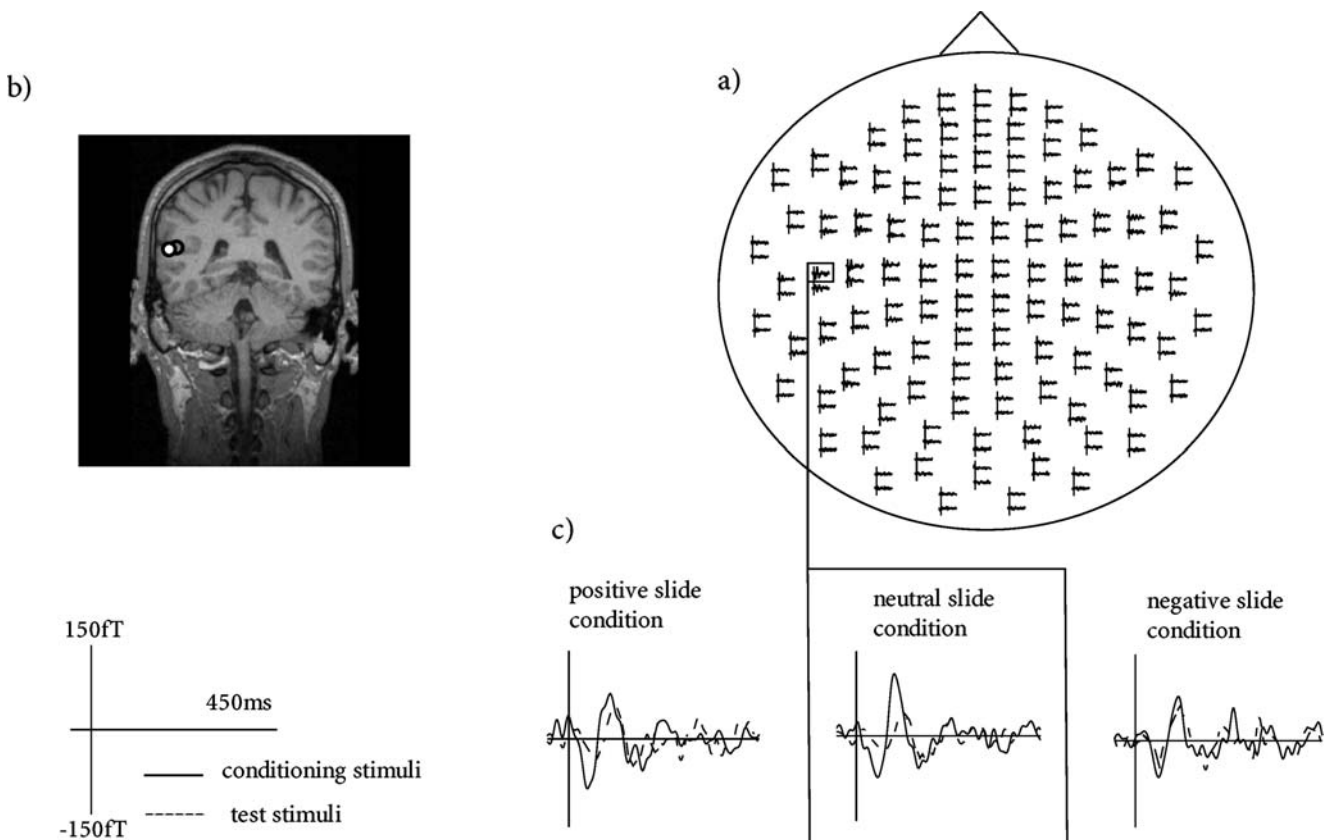 a)
b)
c)
positive slide
condition
neutral slide
condition
negative slide
condition
150fT
450ms
conditioning stimuli
test stimuli
-150fT